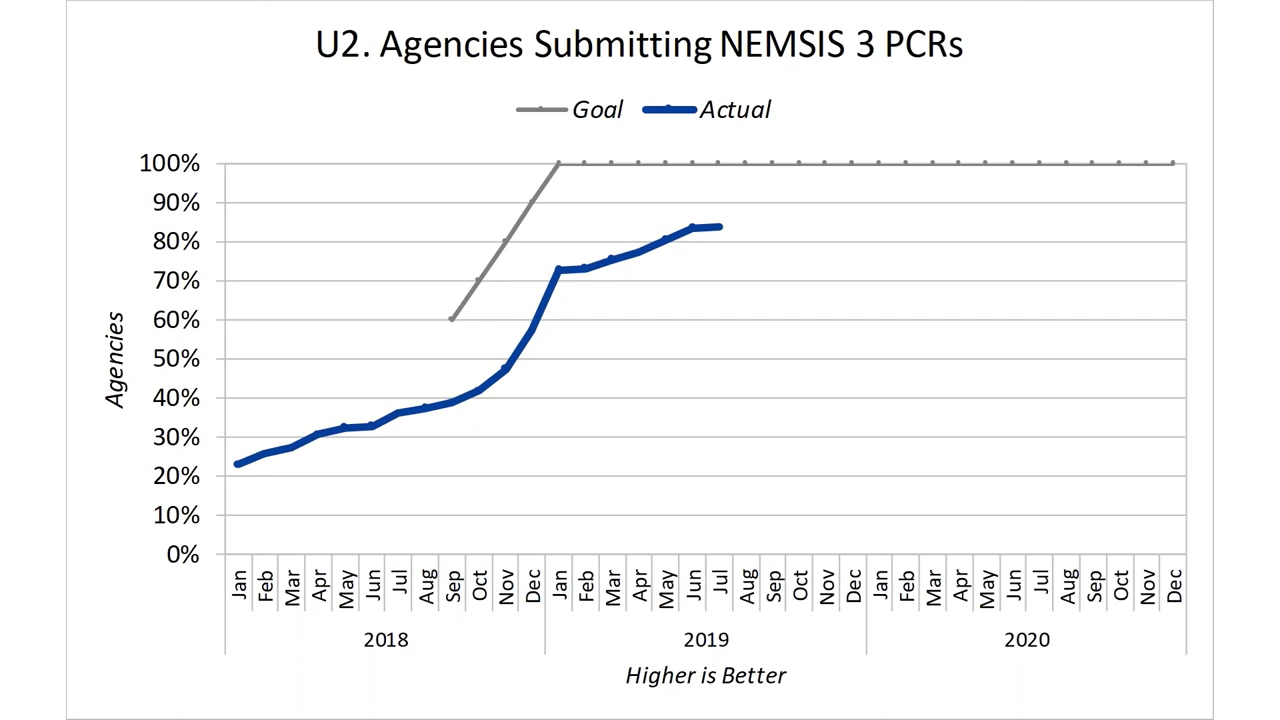 U2. Agencies Submitting NEMSIS 3 PCRs
Goal Actual
100%
90%
80%
70%
60%
50%
40%
30%
20%
10%
0%
Agencies
Jan Feb Mar Apr May Jun Jul Aug Sep Oct Nov Dec Jan Feb Mar Apr May Jun Jul Aug Sep Oct Nov Dec Jan Feb Mar Apr May Jun Jul Aug Sep Oct Nov Dec
2018 2019 2020
Higher is Better